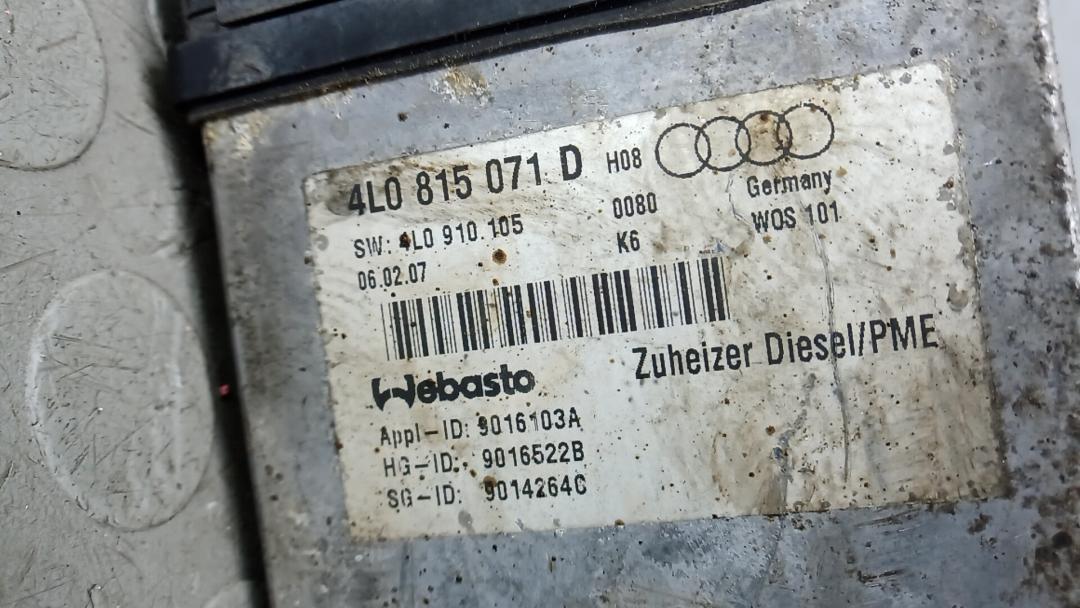 4L0 815 071 D H08
SW: 4L0 910.105 0080 Germany
06.02.07 K6 WOS 101
Webasto Zuheizer Diesel/PME
Appl-ID: 9016103A
HG-ID: 9016522B
SG-ID: 9014264C